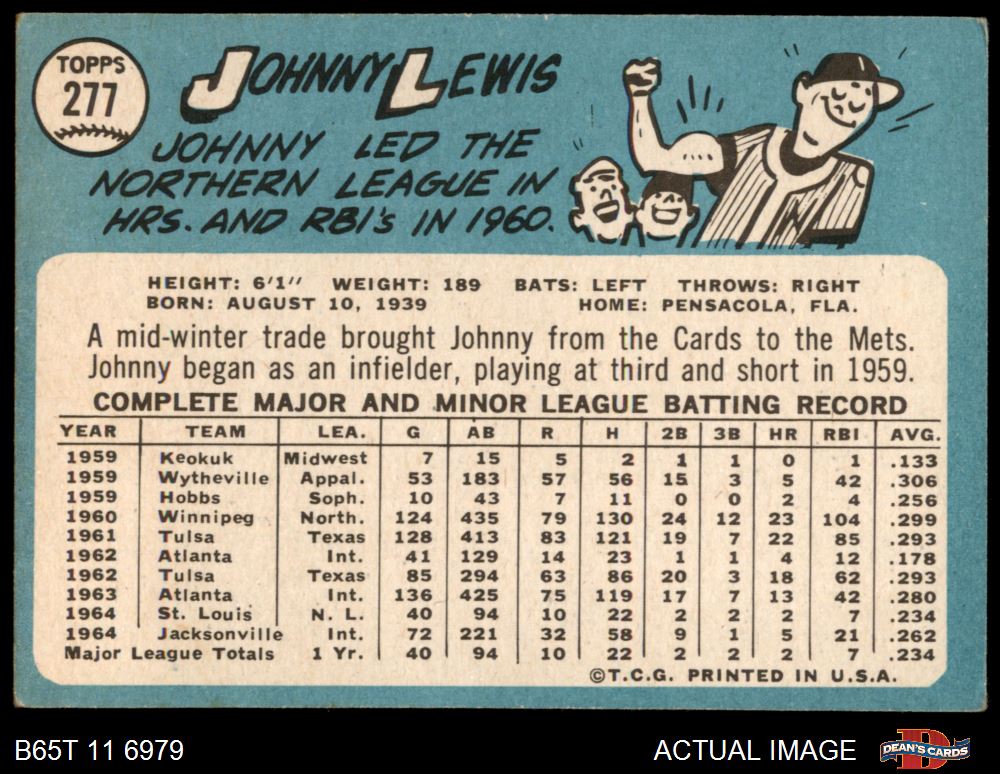 TOPPS
277
JOHNNY LEWIS
JOHNNY LED THE
NORTHERN LEAGUE IN
HRS. AND RBI's IN 1960.
HEIGHT: 6'1" WEIGHT: 189 BATS: LEFT THROWS: RIGHT
BORN: AUGUST 10, 1939 HOME: PENSACOLA, FLA.
A mid-winter trade brought Johnny from the Cards to the Mets.
Johnny began as an infielder, playing at third and short in 1959.
COMPLETE MAJOR AND MINOR LEAGUE BATTING RECORD
YEAR TEAM LEA. G AB R H 2B 3B HR RBI AVG.
1959 Keokuk Midwest 7 15 5 2 1 1 0 1 .133
1959 Wytheville Appal. 53 183 57 56 15 3 5 42 .306
1959 Hobbs Soph. 10 43 7 11 0 0 2 4 .256
1960 Winnipeg North. 124 435 79 130 24 12 23 104 .299
1961 Tulsa Texas 128 413 83 121 19 7 22 85 .293
1962 Atlanta Int. 41 129 14 23 1 1 4 12 .178
1962 Tulsa Texas 85 294 63 86 20 3 18 62 .293
1963 Atlanta Int. 136 425 75 119 17 7 13 42 .280
1964 St. Louis N. L. 40 94 10 22 2 2 2 7 .234
1964 Jacksonville Int. 72 221 32 58 9 1 5 21 .262
Major League Totals 1 Yr. 40 94 10 22 2 2 2 7 .234
©T.C.G. PRINTED IN U.S.A.
B65T 11 6979 ACTUAL IMAGE DEAN'S CARDS